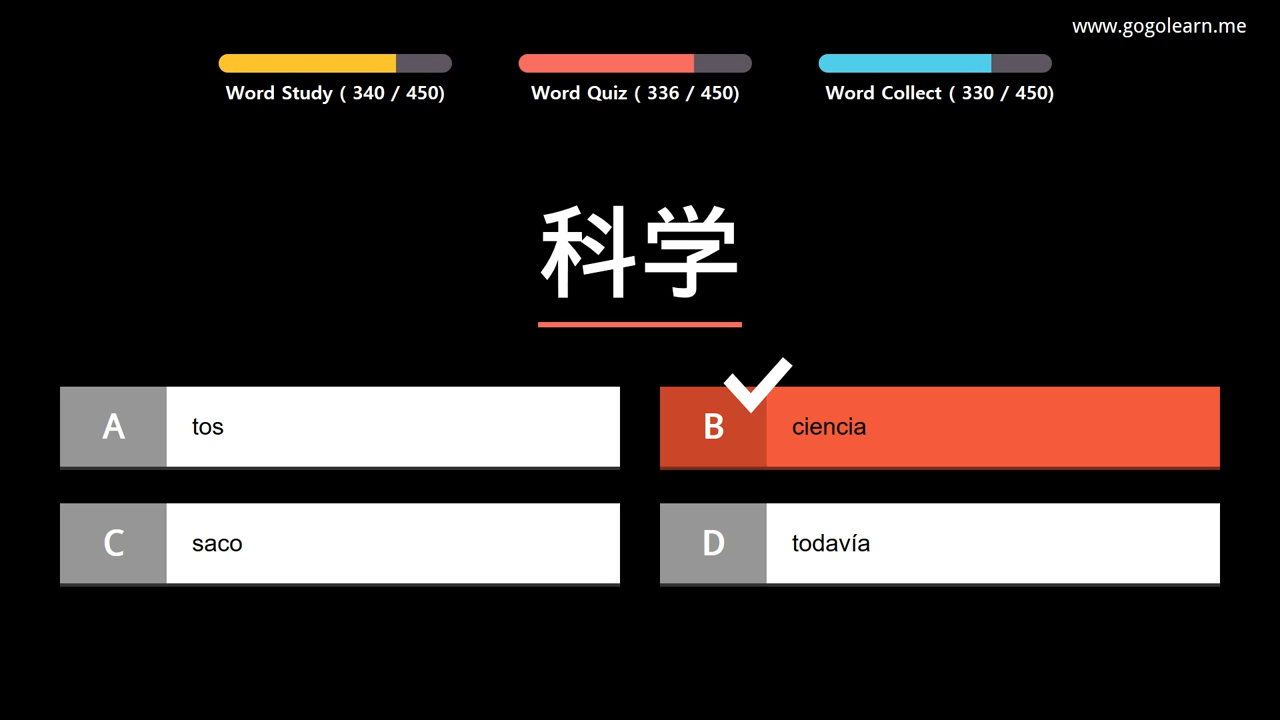 www.gogolearn.me
Word Study ( 340 / 450)
Word Quiz ( 336 / 450)
Word Collect ( 330 / 450)
科学
A tos
B ciencia
C saco
D todavía